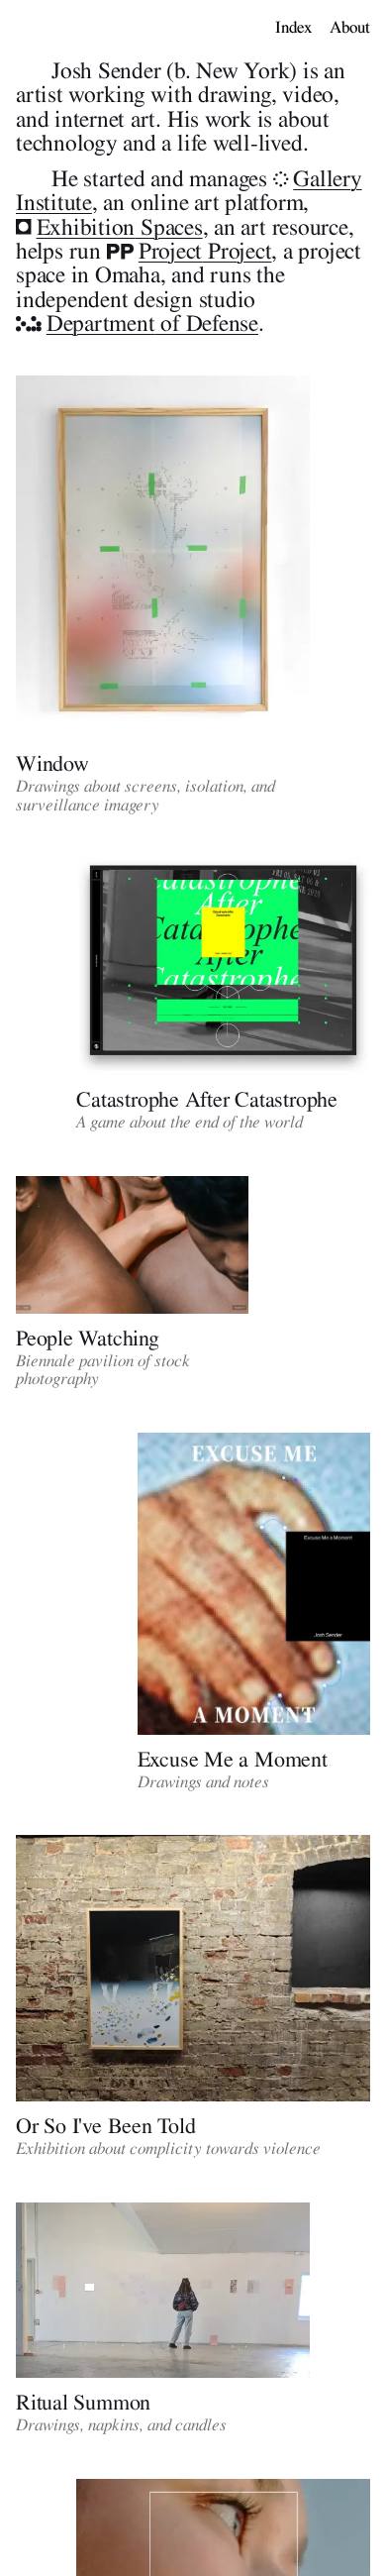 Index About
Josh Sender (b. New York) is an
artist working with drawing, video,
and internet art. His work is about
technology and a life well-lived.
He started and manages Gallery
Institute, an online art platform,
Exhibition Spaces, an art resource,
helps run PP Project Project, a project
space in Omaha, and runs the
independent design studio
Department of Defense.
Window
Drawings about screens, isolation, and
surveillance imagery
Catastrophe
After
Catastrophe
After
Catastrophe
Catastrophe After Catastrophe
A game about the end of the world
People Watching
Biennale pavilion of stock
photography
EXCUSE ME
Excuse Me a Moment
Josh Sender
A MOMENT
Excuse Me a Moment
Drawings and notes
Or So I've Been Told
Exhibition about complicity towards violence
Ritual Summon
Drawings, napkins, and candles